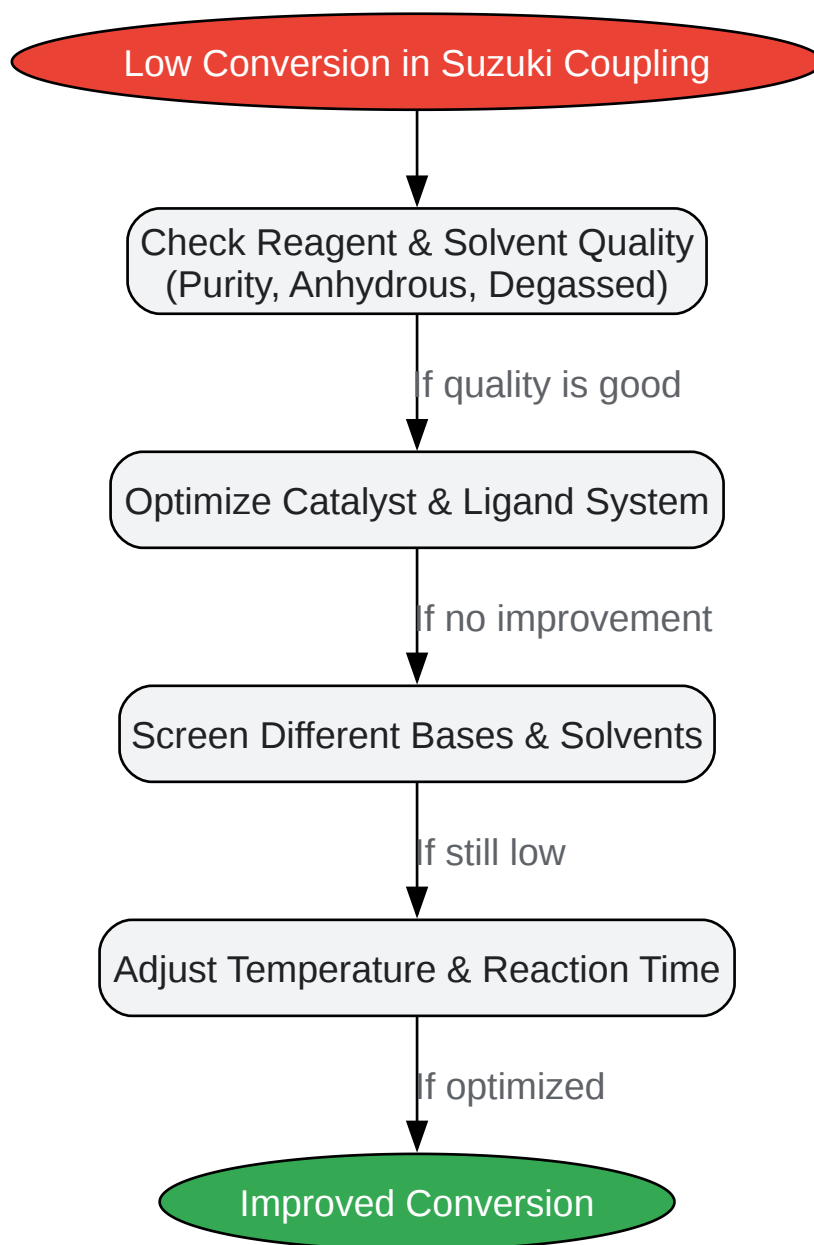 Low Conversion in Suzuki Coupling
Check Reagent & Solvent Quality
(Purity, Anhydrous, Degassed)
If quality is good
Optimize Catalyst & Ligand System
If no improvement
Screen Different Bases & Solvents
If still low
Adjust Temperature & Reaction Time
If optimized
Improved Conversion